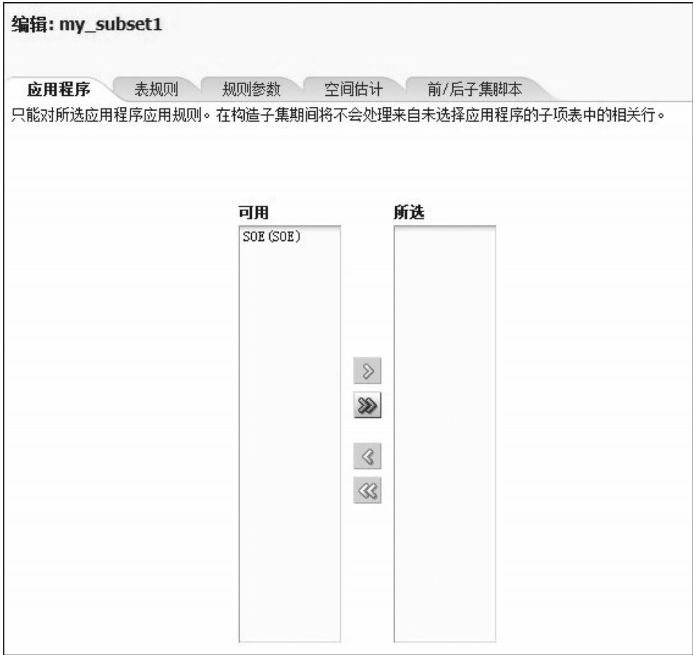 编辑: my_subset1
应用程序 表规则 规则参数 空间估计 前/后子集脚本
只能对所选应用程序应用规则。在构造子集期间将不会处理来自未选择应用程序的子项表中的相关行。
可用 所选
SOE(SOE)